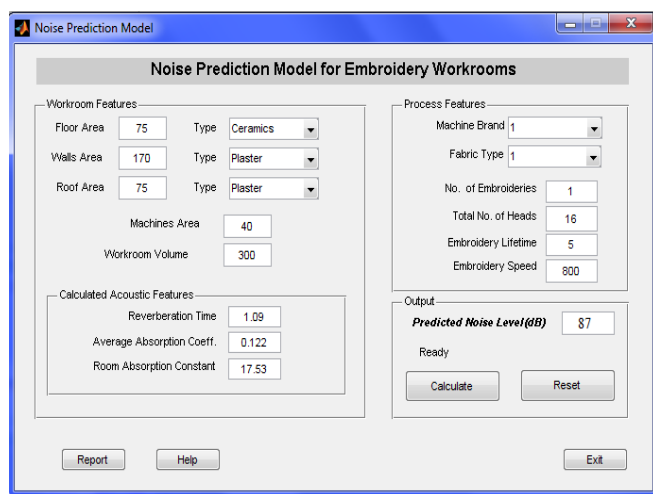 Noise Prediction Model
Noise Prediction Model for Embroidery Workrooms
Workroom Features
Floor Area 75 Type Ceramics
Walls Area 170 Type Plaster
Roof Area 75 Type Plaster
Machines Area 40
Workroom Volume 300
Calculated Acoustic Features
Reverberation Time 1.09
Average Absorption Coeff. 0.122
Room Absorption Constant 17.53
Process Features
Machine Brand 1
Fabric Type 1
No. of Embroideries 1
Total No. of Heads 16
Embroidery Lifetime 5
Embroidery Speed 800
Output
Predicted Noise Level(dB) 87
Ready
Calculate Reset
Report Help Exit